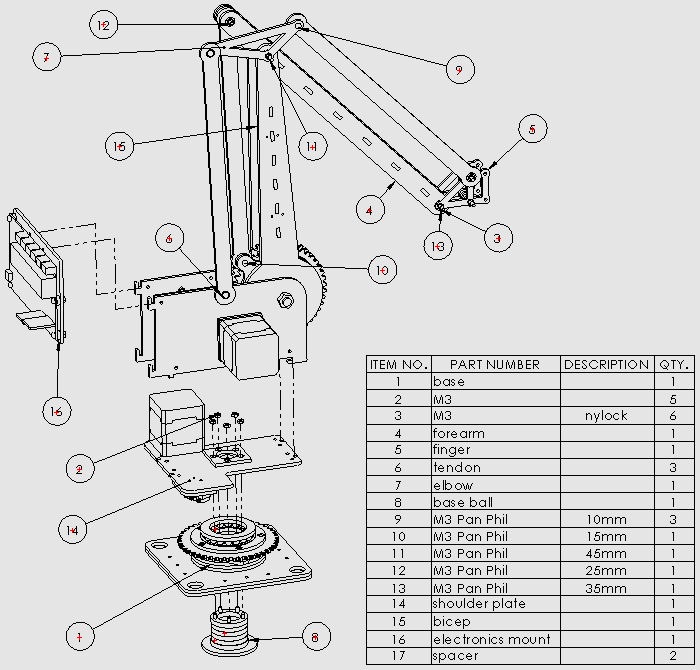 12
7
9
5
15
11
4
6
13
3
10
16
2
14
1
8
ITEM NO. PART NUMBER DESCRIPTION QTY.
1 base 1
2 M3 5
3 M3 nylock 6
4 forearm 1
5 finger 1
6 tendon 3
7 elbow 1
8 base ball 1
9 M3 Pan Phil 10mm 3
10 M3 Pan Phil 15mm 1
11 M3 Pan Phil 45mm 1
12 M3 Pan Phil 25mm 1
13 M3 Pan Phil 35mm 1
14 shoulder plate 1
15 bicep 1
16 electronics mount 1
17 spacer 2